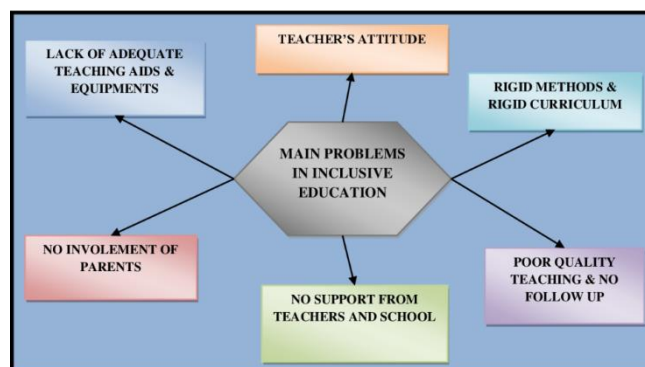 LACK OF ADEQUATE
TEACHING AIDS &
EQUIPMENTS
TEACHER'S ATTITUDE
RIGID METHODS &
RIGID CURRICULUM
MAIN PROBLEMS
IN INCLUSIVE
EDUCATION
NO INVOLEMENT OF
PARENTS
NO SUPPORT FROM
TEACHERS AND SCHOOL
POOR QUALITY
TEACHING & NO
FOLLOW UP